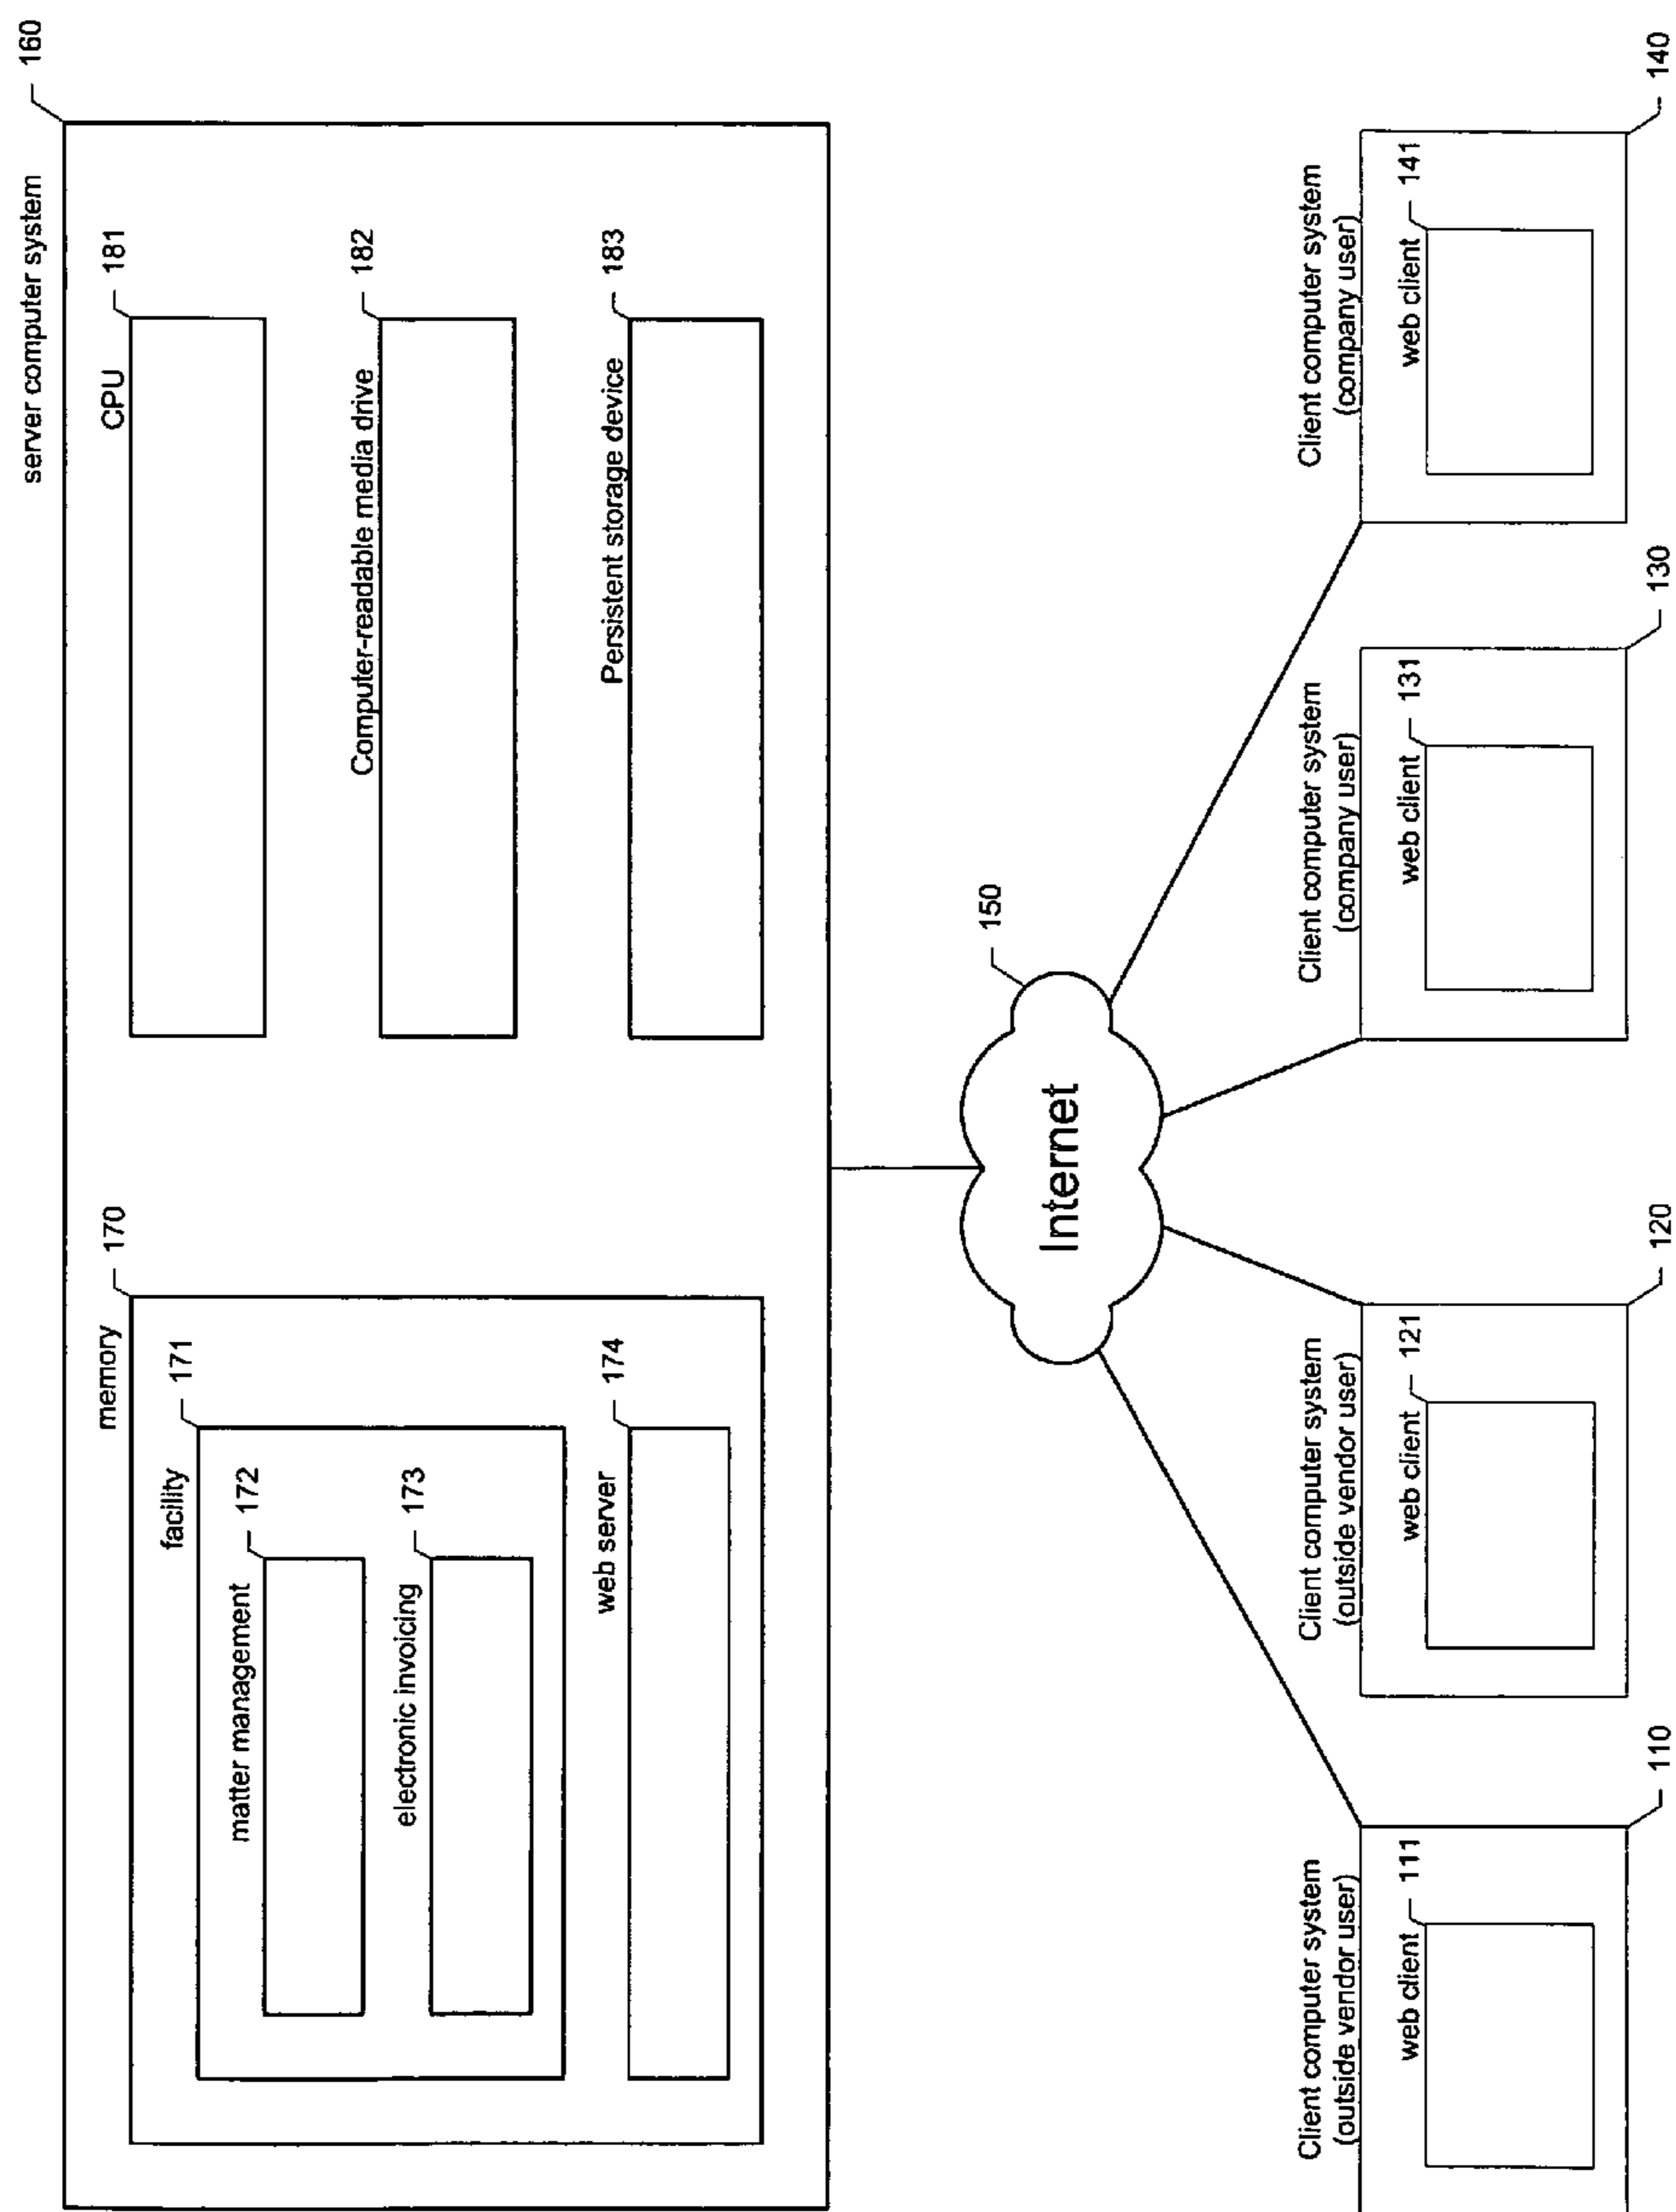 server computer system
160
memory
170
facility
171
matter management
172
electronic invoicing
173
web server
174
CPU
181
Computer-readable media drive
182
Persistent storage device
183
Internet
150
Client computer system
(outside vendor user)
web client
111
110
Client computer system
(outside vendor user)
web client
121
120
Client computer system
(company user)
web client
131
130
Client computer system
(company user)
web client
141
140